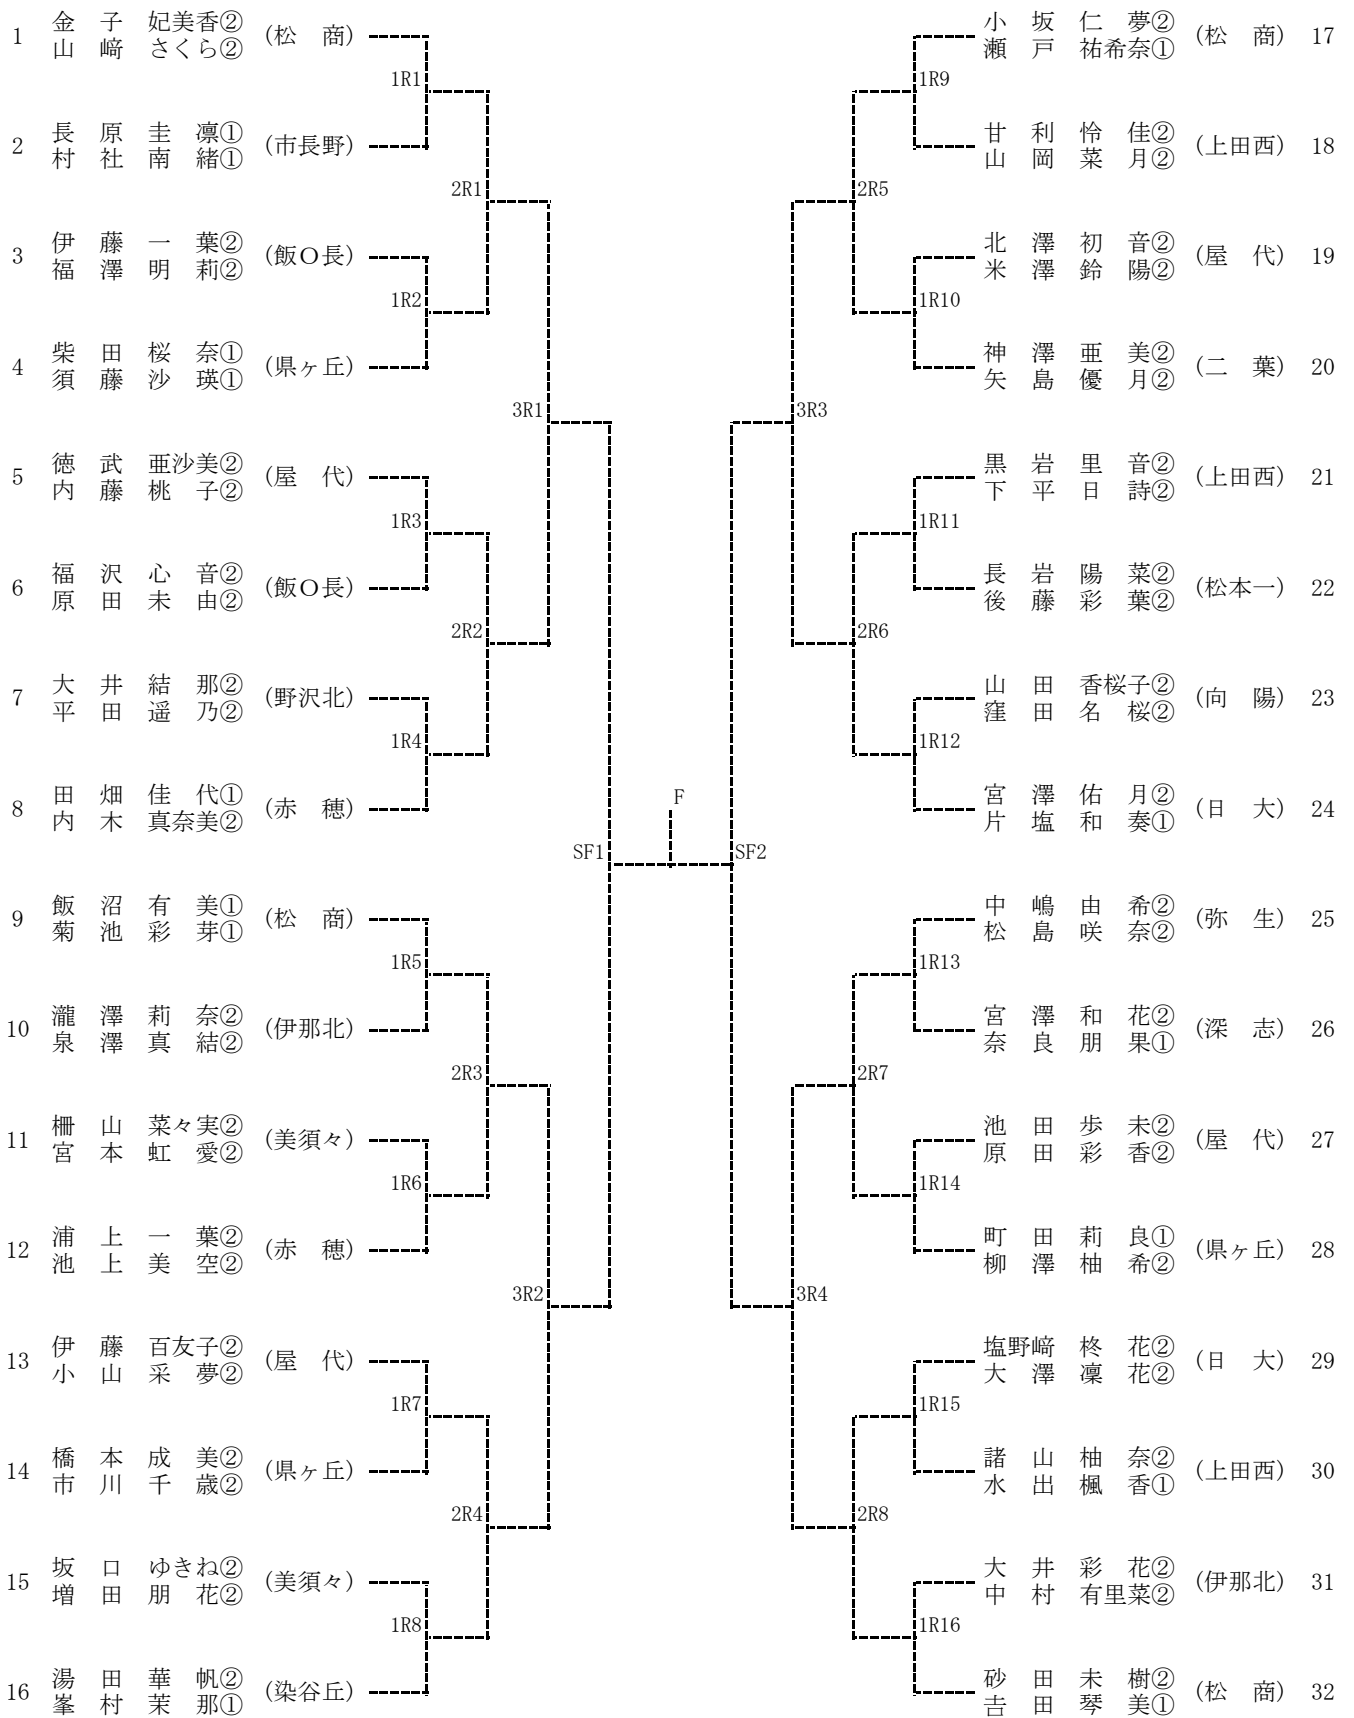 1 金子 妃美香② (松商)
山﨑 さくら②
1R1
2 長原圭凛① (市長野)
村社南緒①
2R1
3 伊藤一葉② (飯O長)
福澤明莉②
1R2
4 柴田桜奈① (県ヶ丘)
須藤沙瑛①
3R1
5 徳武 亜沙美② (屋代)
内藤桃子②
1R3
6 福沢心音② (飯O長)
原田未由②
2R2
7 大井結那② (野沢北)
平田遥乃②
1R4
8 田畑佳代① (赤穂)
内木 真奈美②
SF1
9 飯沼有美① (松商)
菊池彩芽①
1R5
10 瀧澤莉奈② (伊那北)
泉澤真結②
2R3
11 柵山 菜々実② (美須々)
宮本虹愛②
1R6
12 浦上一葉② (赤穂)
池上美空②
3R2
13 伊藤 百友子② (屋代)
小山采夢②
1R7
14 橋本成美② (県ヶ丘)
市川千歳②
2R4
15 坂口 ゆきね② (美須々)
増田朋花②
1R8
16 湯田華帆② (染谷丘)
峯村茉那①
F
小坂仁夢② (松商) 17
瀬戸 祐希奈①
1R9
甘利怜佳② (上田西) 18
山岡菜月②
2R5
北澤初音② (屋代) 19
米澤鈴陽②
1R10
神澤亜美② (二葉) 20
矢島優月②
3R3
黒岩里音② (上田西) 21
下平日詩②
1R11
長岩陽菜② (松本一) 22
後藤彩葉②
2R6
山田 香桜子② (向陽) 23
窪田名桜②
1R12
宮澤佑月② (日大) 24
片塩和奏①
SF2
中嶋由希② (弥生) 25
松島咲奈②
1R13
宮澤和花② (深志) 26
奈良朋果①
2R7
池田歩未② (屋代) 27
原田彩香②
1R14
町田莉良① (県ヶ丘) 28
柳澤柚希②
3R4
塩野﨑 柊花② (日大) 29
大澤凜花②
1R15
諸山柚奈② (上田西) 30
水出楓香①
2R8
大井彩花② (伊那北) 31
中村 有里菜②
1R16
砂田未樹② (松商) 32
𠮷田琴美①